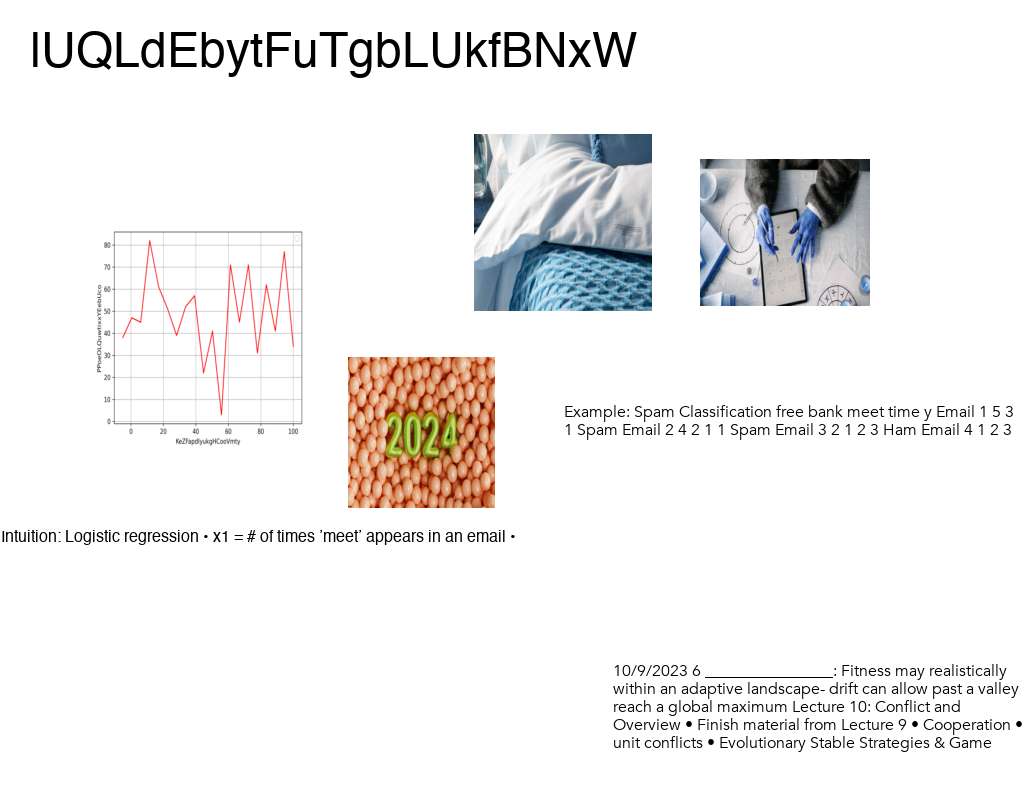 lUQLdEbytFuTgbLUkfBNxW
80
70
60
50
40
30
20
10
0
0 20 40 60 80 100
KeZFapdIyukgHCooVmty
2024
Example: Spam Classification free bank meet time y Email 1 5 3
1 Spam Email 2 4 2 1 1 Spam Email 3 2 1 2 3 Ham Email 4 1 2 3
Intuition: Logistic regression • x1 = # of times 'meet' appears in an email •
10/9/2023 6 _______________: Fitness may realistically
within an adaptive landscape- drift can allow past a valley
reach a global maximum Lecture 10: Conflict and
Overview • Finish material from Lecture 9 • Cooperation •
unit conflicts • Evolutionary Stable Strategies & Game